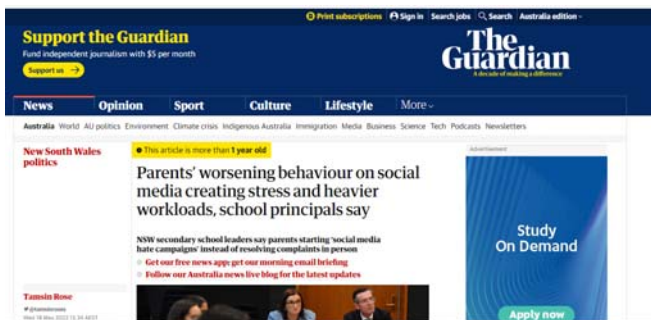 Print subscriptions Sign in Search jobs Search Australia edition
Support the Guardian
Fund independent journalism with $5 per month
Support us →
The Guardian
A decade of making a difference
News Opinion Sport Culture Lifestyle More
Australia World AU politics Environment Climate crisis Indigenous Australia Immigration Media Business Science Tech Podcasts Newsletters
New South Wales politics
This article is more than 1 year old
Parents’ worsening behaviour on social
media creating stress and heavier
workloads, school principals say
NSW secondary school leaders say parents starting ‘social media
hate campaigns’ instead of resolving complaints in person
Get our free news app; get our morning email briefing
Follow our Australia news live blog for the latest updates
Tamsin Rose
Advertisement
Study
On Demand
Apply now